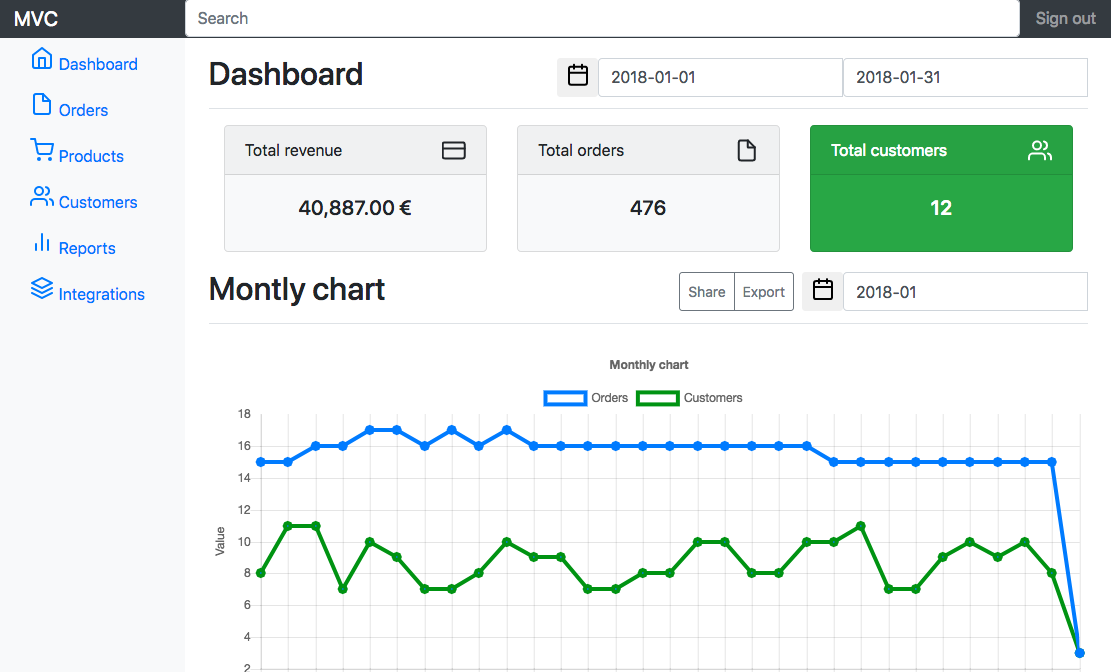 MVC
Search
Sign out
Dashboard
Orders
Products
Customers
Reports
Integrations
Dashboard
2018-01-01
2018-01-31
Total revenue
40,887.00 €
Total orders
476
Total customers
12
Montly chart
Share
Export
2018-01
Monthly chart
Orders
Customers
Value
18
16
14
12
10
8
6
4
2